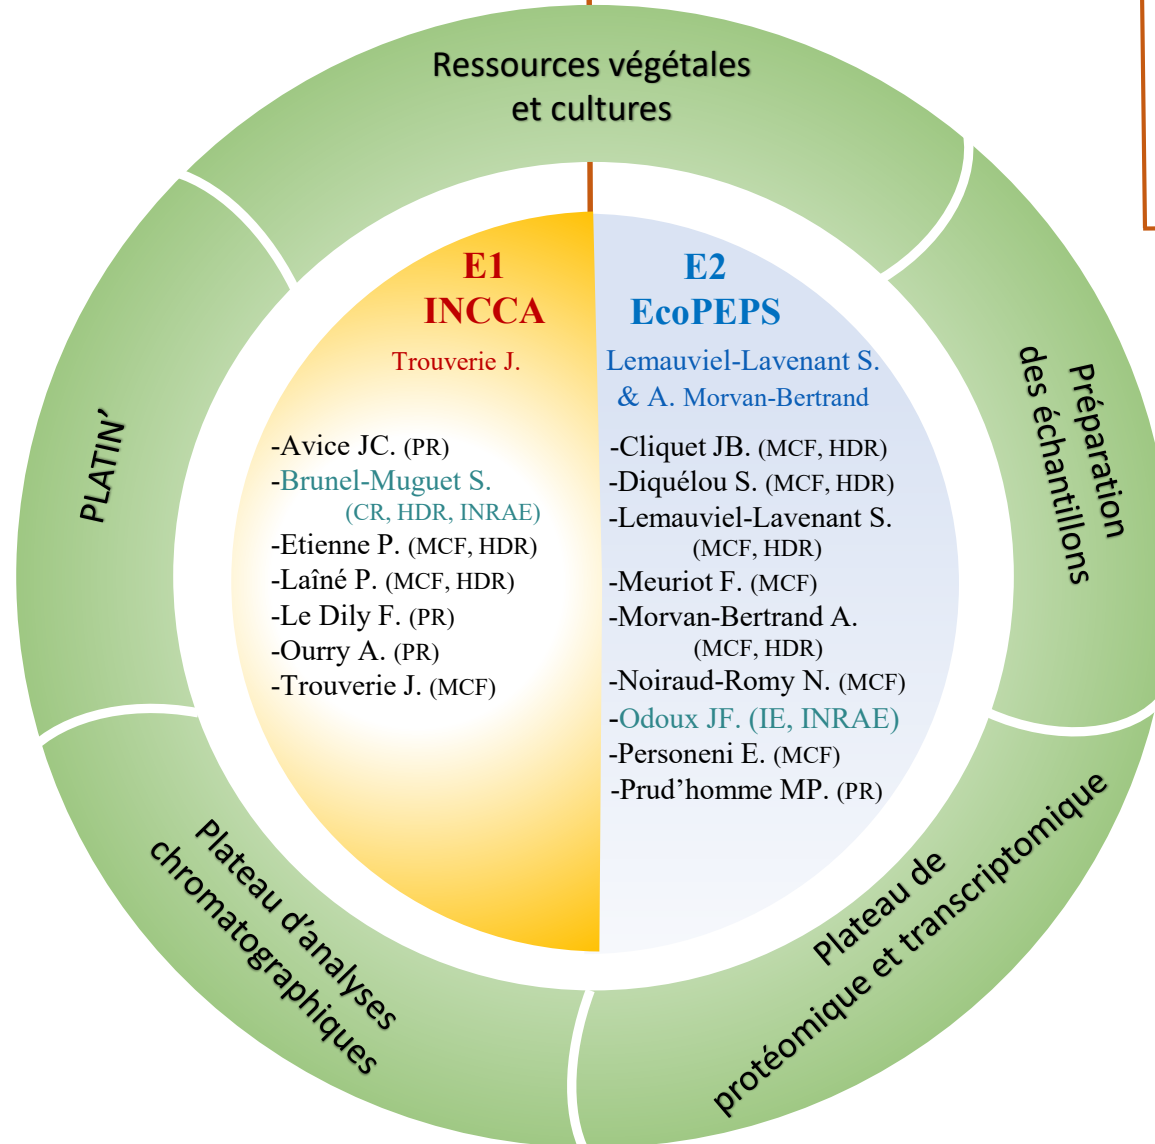 Ressources végétales
et cultures
Préparation
des échantillons
Plateau de
protéomique et transcriptomique
Plateau d’analyses
chromatographiques
PLATIN’
E1
INCCA
Trouverie J.
-Avice JC. (PR)
-Brunel-Muguet S.
(CR, HDR, INRAE)
-Etienne P. (MCF, HDR)
-Laîné P. (MCF, HDR)
-Le Dily F. (PR)
-Ourry A. (PR)
-Trouverie J. (MCF)
E2
EcoPEPS
Lemauviel-Lavenant S.
& A. Morvan-Bertrand
-Cliquet JB. (MCF, HDR)
-Diquélou S. (MCF, HDR)
-Lemauviel-Lavenant S.
(MCF, HDR)
-Meuriot F. (MCF)
-Morvan-Bertrand A.
(MCF, HDR)
-Noiraud-Romy N. (MCF)
-Odoux JF. (IE, INRAE)
-Personeni E. (MCF)
-Prud’homme MP. (PR)